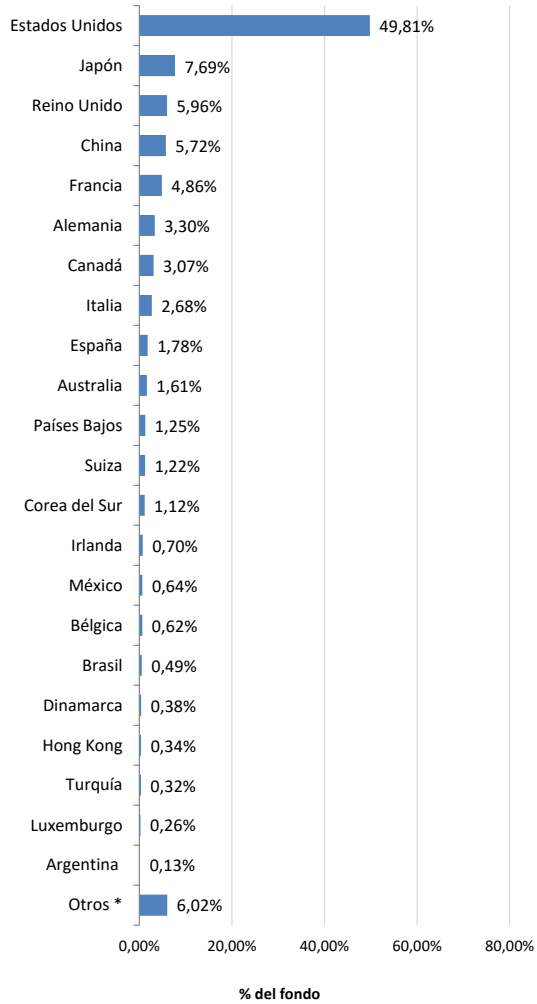 Estados Unidos 49,81%
Japón 7,69%
Reino Unido 5,96%
China 5,72%
Francia 4,86%
Alemania 3,30%
Canadá 3,07%
Italia 2,68%
España 1,78%
Australia 1,61%
Países Bajos 1,25%
Suiza 1,22%
Corea del Sur 1,12%
Irlanda 0,70%
México 0,64%
Bélgica 0,62%
Brasil 0,49%
Dinamarca 0,38%
Hong Kong 0,34%
Turquía 0,32%
Luxemburgo 0,26%
Argentina 0,13%
Otros * 6,02%
0,00% 20,00% 40,00% 60,00% 80,00%
% del fondo